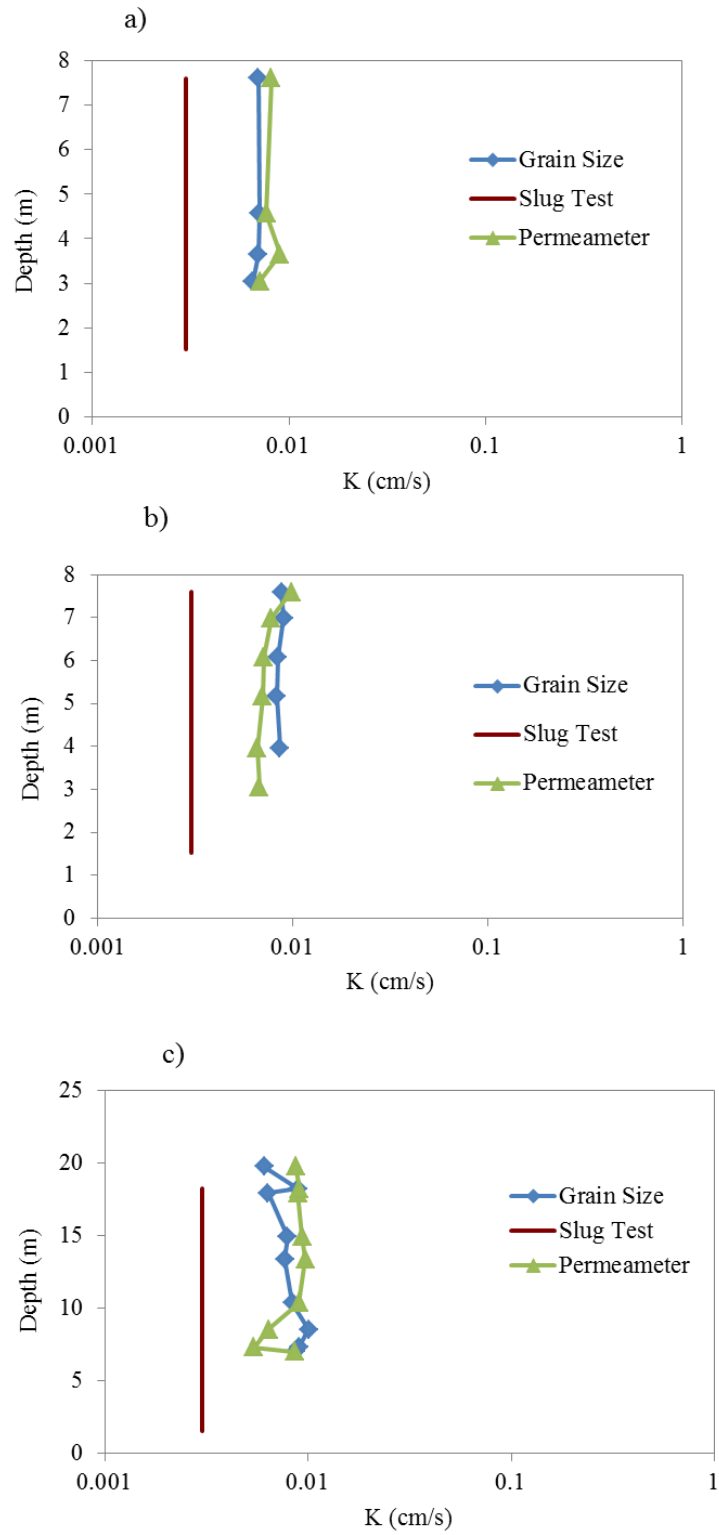 a)
8
7
6
5
4
3
2
1
0
Depth (m)
Grain Size
Slug Test
Permeameter
0.001 0.01 0.1 1
K (cm/s)
b)
8
7
6
5
4
3
2
1
0
Depth (m)
Grain Size
Slug Test
Permeameter
0.001 0.01 0.1 1
K (cm/s)
c)
25
20
15
10
5
0
Depth (m)
Grain Size
Slug Test
Permeameter
0.001 0.01 0.1 1
K (cm/s)